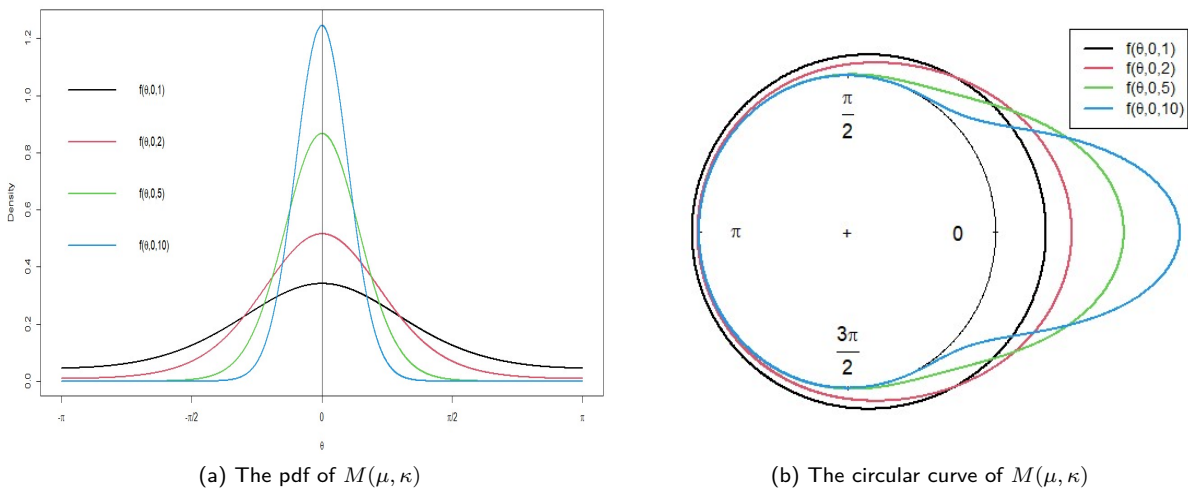 Density
1.2
1.0
0.8
0.6
0.4
0.2
0.0
f(θ,0,1)
f(θ,0,2)
f(θ,0,5)
f(θ,0,10)
-π
-π/2
0
π/2
π
θ
(a) The pdf of M(μ, κ)
f(θ,0,1)
f(θ,0,2)
f(θ,0,5)
f(θ,0,10)
π
2
π
+
0
3π
2
(b) The circular curve of M(μ, κ)